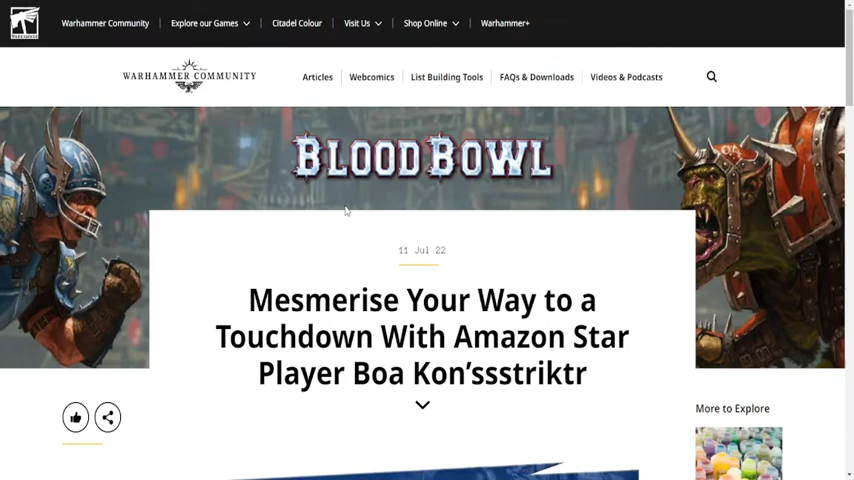 WARHAMMER
Warhammer Community
Explore our Games
Citadel Colour
Visit Us
Shop Online
Warhammer+
WARHAMMER COMMUNITY
Articles
Webcomics
List Building Tools
FAQs & Downloads
Videos & Podcasts
BLOOD BOWL
11 Jul 22
Mesmerise Your Way to a
Touchdown With Amazon Star
Player Boa Kon’ssstriktr
More to Explore